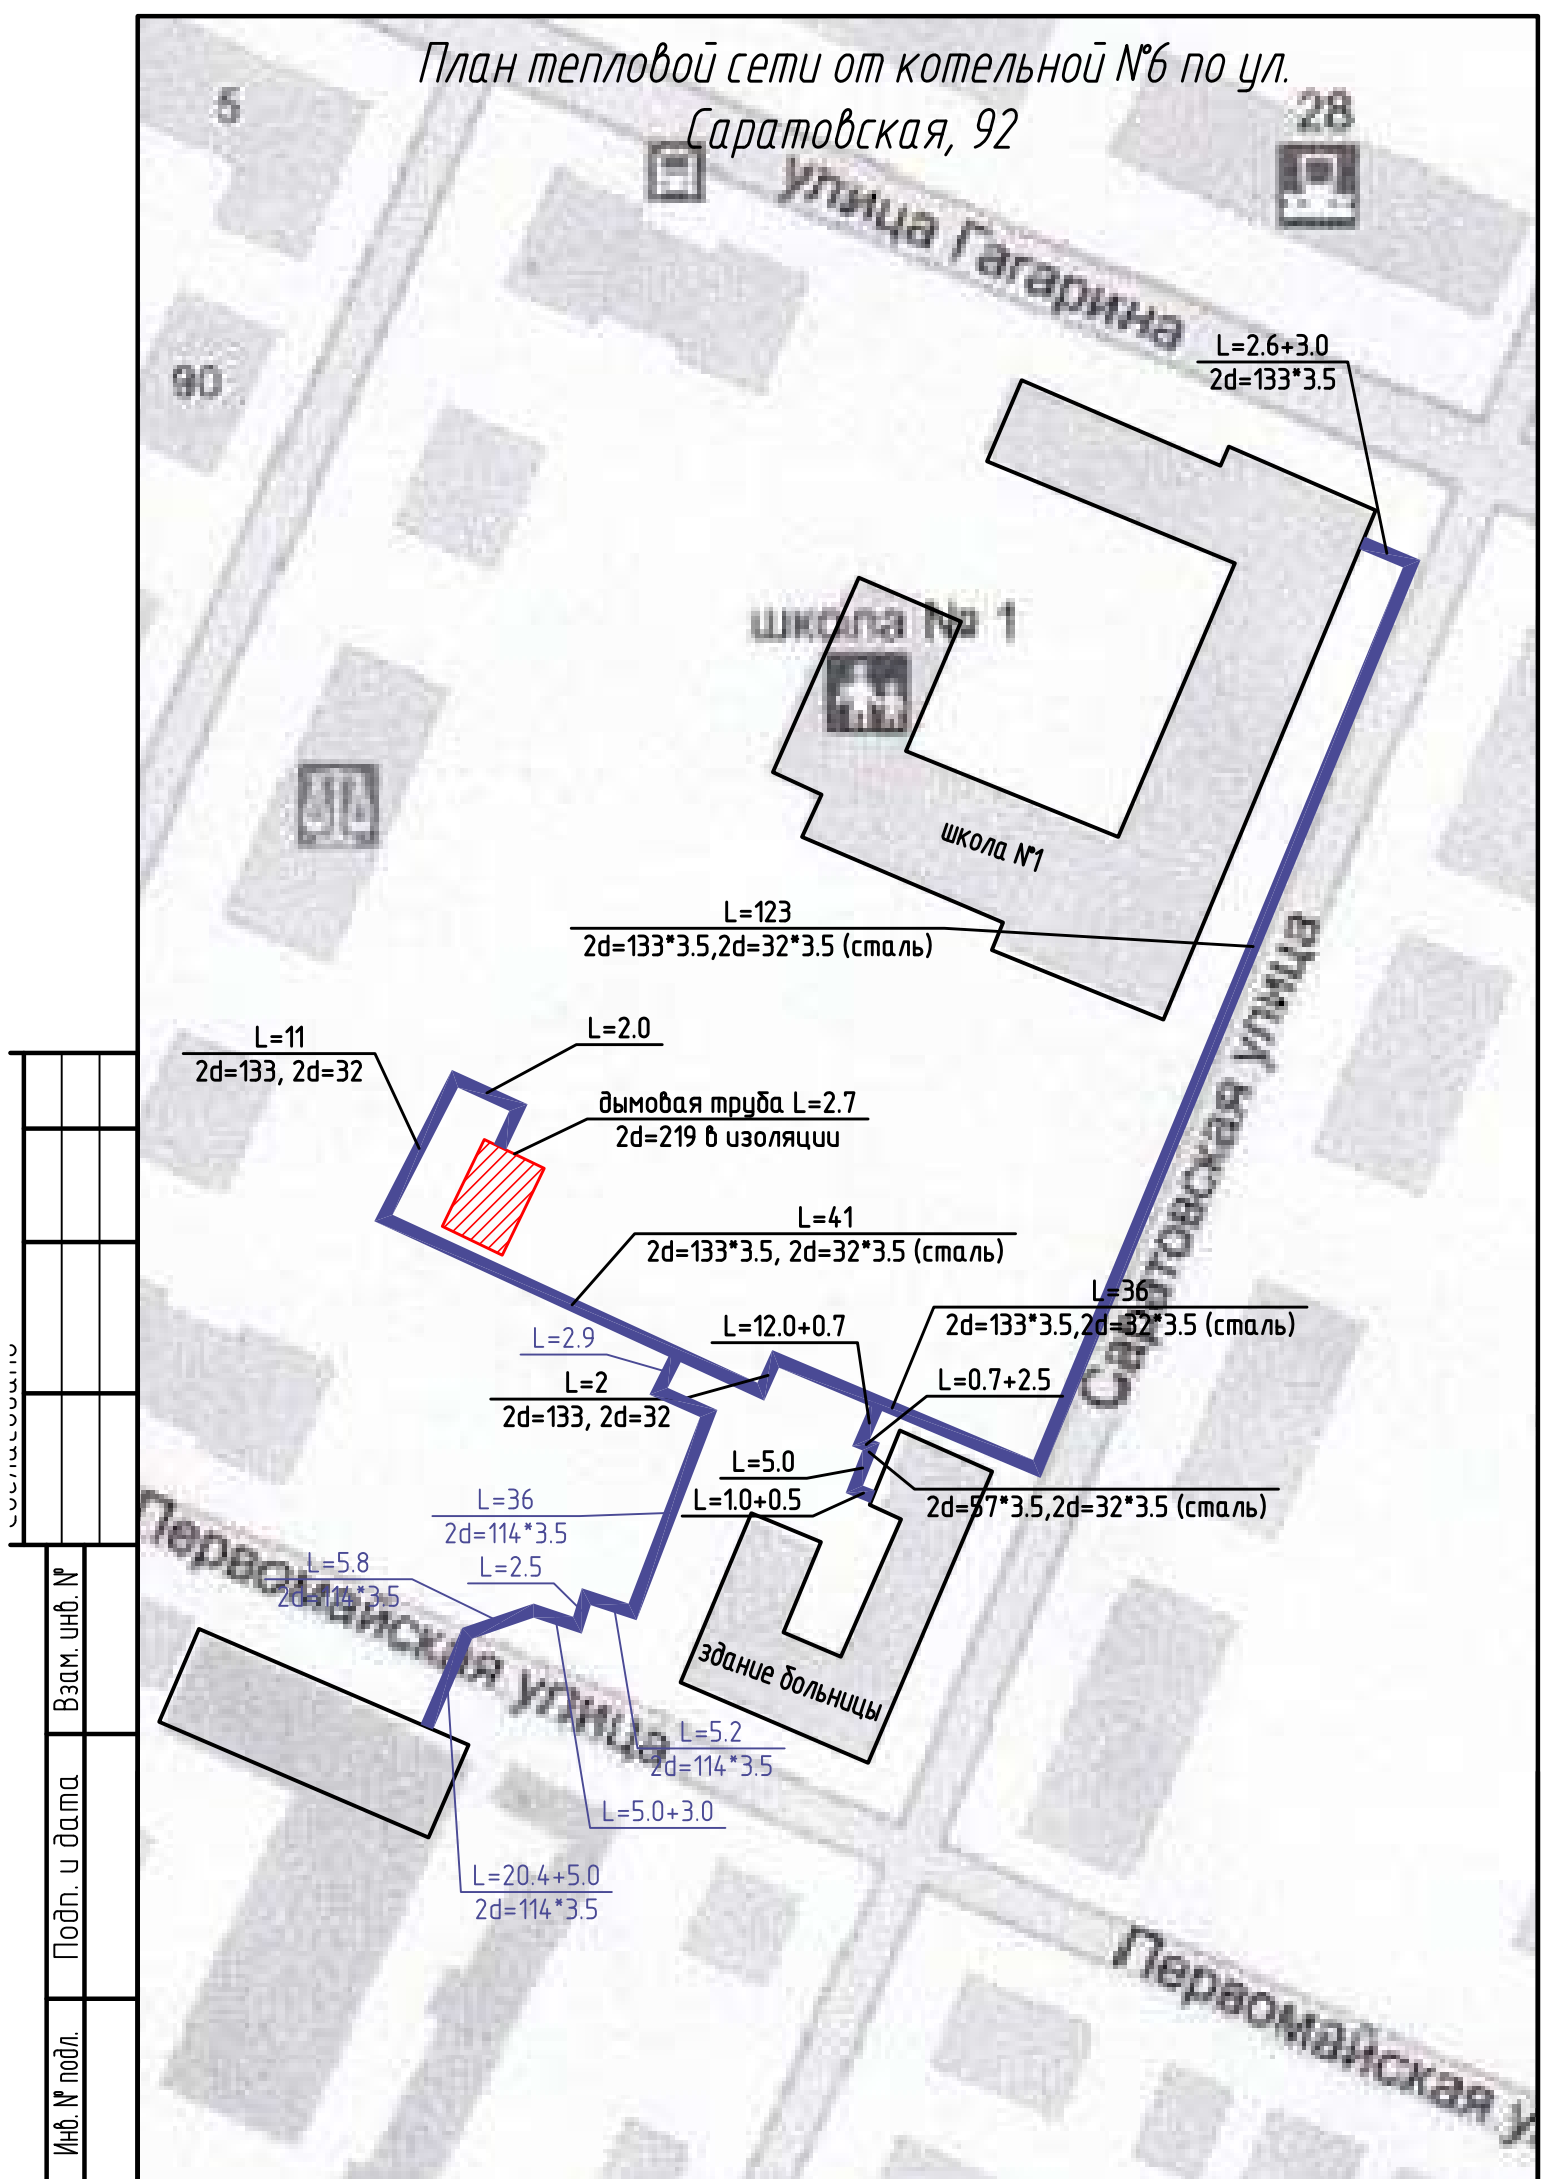 План тепловой сети от котельной №6 по ул.
Саратовская, 92
5
28
улица Гагарина
90
L=2.6+3.0
2d=133*3.5
школа № 1
школа №1
L=123
2d=133*3.5,2d=32*3.5 (сталь)
Саратовская улица
L=11
2d=133, 2d=32
L=2.0
дымовая труба L=2.7
2d=219 в изоляции
L=41
2d=133*3.5, 2d=32*3.5 (сталь)
L=36
2d=133*3.5,2d=32*3.5 (сталь)
L=2.9
L=12.0+0.7
L=2
2d=133, 2d=32
L=0.7+2.5
L=5.0
L=1.0+0.5
2d=57*3.5,2d=32*3.5 (сталь)
L=36
2d=114*3.5
L=5.8
2d=114*3.5
L=2.5
Первомайская улица
здание больницы
L=5.2
2d=114*3.5
L=5.0+3.0
L=20.4+5.0
2d=114*3.5
Первомайская у
Взам. инв. №
Подп. и дата
Инв. № подл.